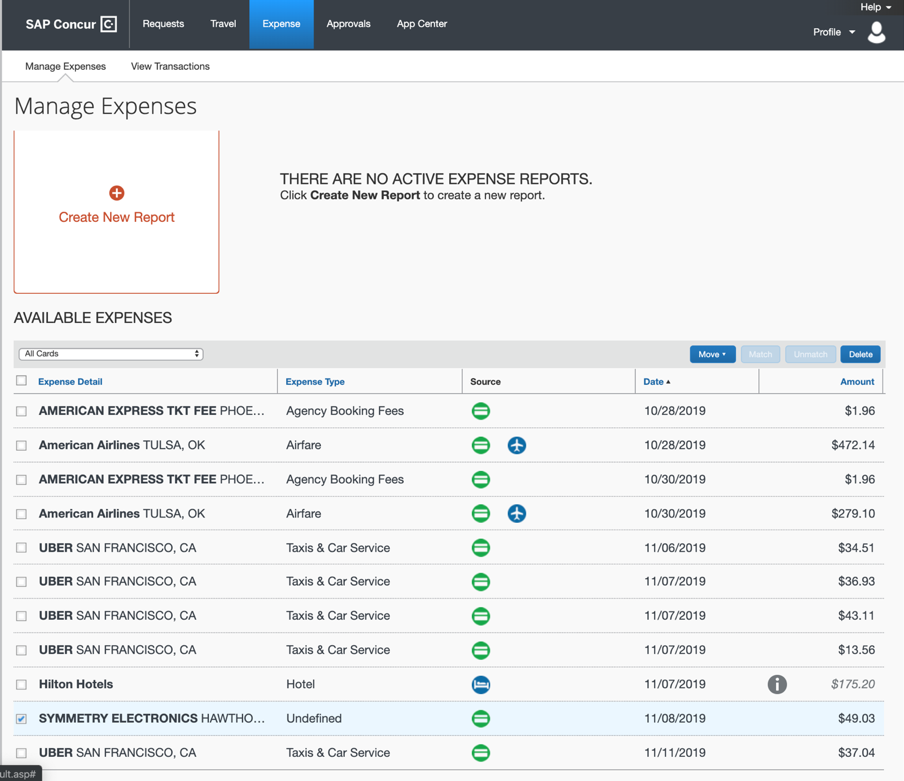 SAP Concur C Requests Travel Expense Approvals App Center Help
Profile
Manage Expenses View Transactions
Manage Expenses
THERE ARE NO ACTIVE EXPENSE REPORTS.
Click Create New Report to create a new report.
Create New Report
AVAILABLE EXPENSES
All Cards Move Match Unmatch Delete
Expense Detail Expense Type Source Date Amount
AMERICAN EXPRESS TKT FEE PHOE... Agency Booking Fees 10/28/2019 $1.96
American Airlines TULSA, OK Airfare 10/28/2019 $472.14
AMERICAN EXPRESS TKT FEE PHOE... Agency Booking Fees 10/30/2019 $1.96
American Airlines TULSA, OK Airfare 10/30/2019 $279.10
UBER SAN FRANCISCO, CA Taxis & Car Service 11/06/2019 $34.51
UBER SAN FRANCISCO, CA Taxis & Car Service 11/07/2019 $36.93
UBER SAN FRANCISCO, CA Taxis & Car Service 11/07/2019 $43.11
UBER SAN FRANCISCO, CA Taxis & Car Service 11/07/2019 $13.56
Hilton Hotels Hotel 11/07/2019 i $175.20
SYMMETRY ELECTRONICS HAWTHO... Undefined 11/08/2019 $49.03
UBER SAN FRANCISCO, CA Taxis & Car Service 11/11/2019 $37.04
ult.asp#